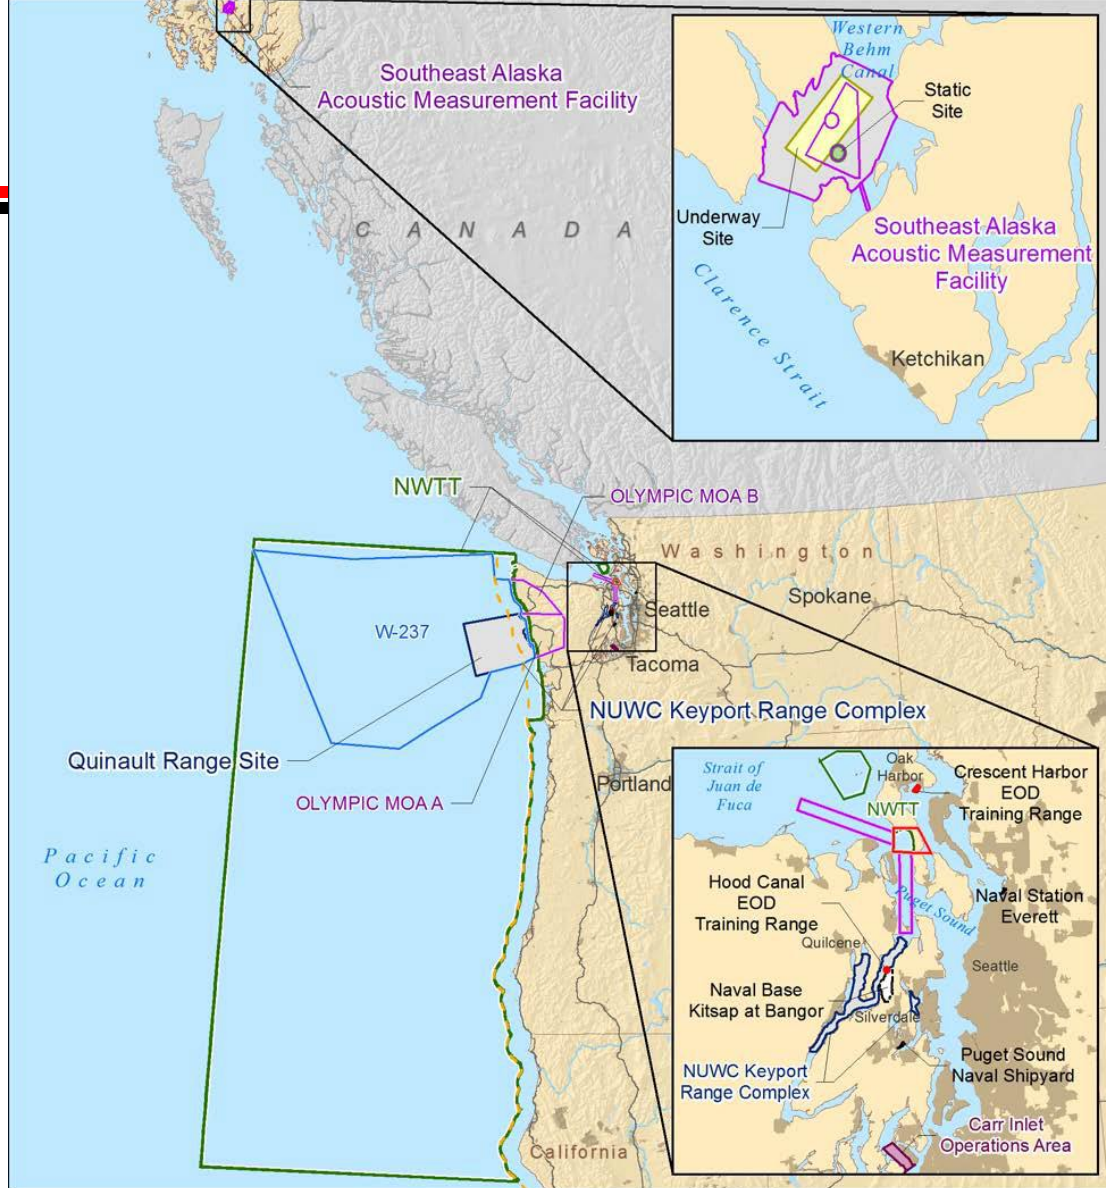 Southeast Alaska
Acoustic Measurement Facility
C A N A D A
Western
Behm
Canal
Static
Site
Underway
Site
Southeast Alaska
Acoustic Measurement
Facility
Clarence Strait
Ketchikan
NWTT
OLYMPIC MOA B
Washington
Spokane
Seattle
W-237
Tacoma
NUWC Keyport Range Complex
Quinault Range Site
Portland
OLYMPIC MOA A
Pacific
Ocean
California
Strait of
Juan de
Fuca
Oak
Harbor
Crescent Harbor
EOD
Training Range
NWTT
Hood Canal
EOD
Training Range
Puget Sound
Naval Station
Everett
Quilcene
Seattle
Naval Base
Kitsap at Bangor
Silverdale
Puget Sound
Naval Shipyard
NUWC Keyport
Range Complex
Carr Inlet
Operations Area